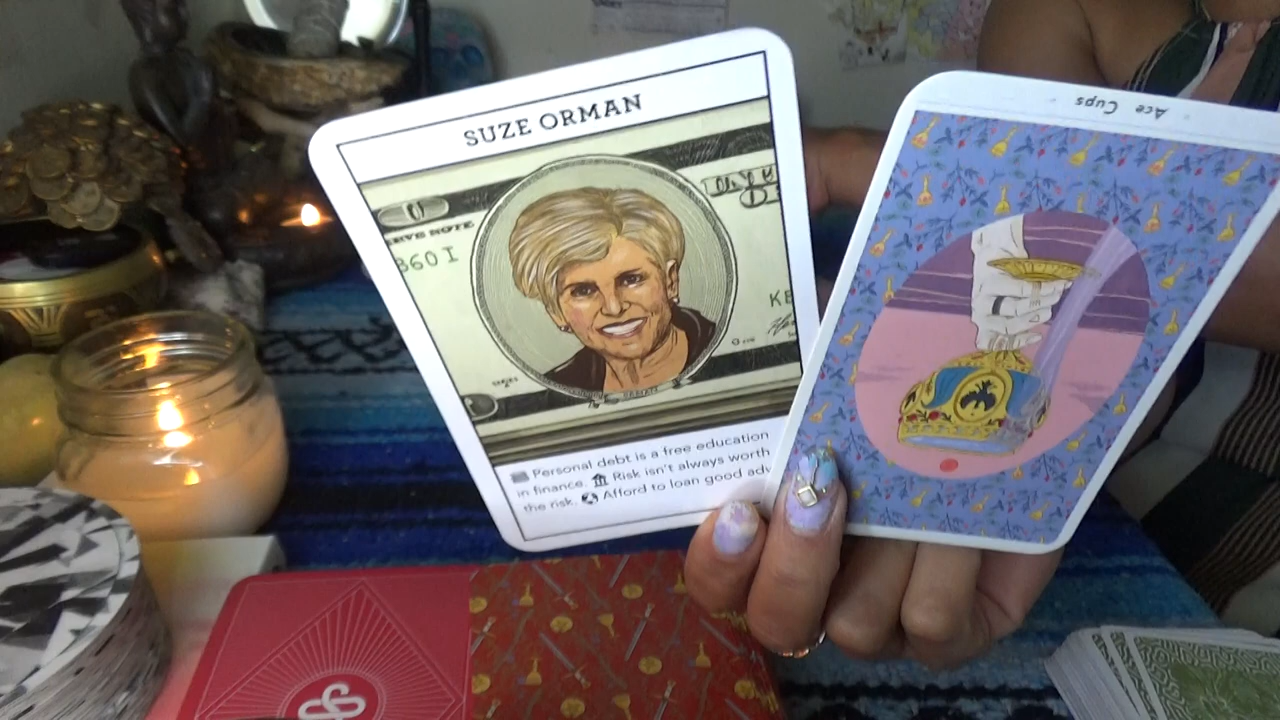 SUZE ORMAN
360 I
Personal debt is a free education
in finance. Risk isn't always worth
the risk. Afford to loan good adv
Ace Cups